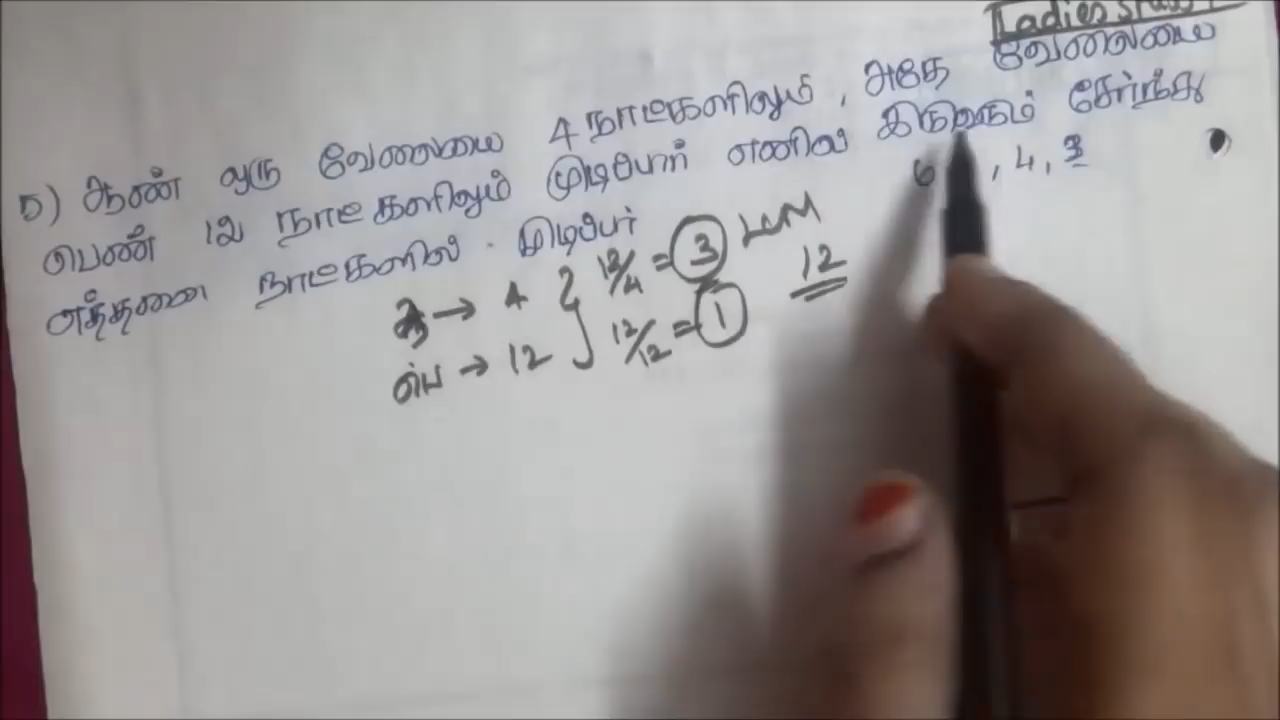 Ladies
5) ஆண் ஒரு வேலையை 4 நாட்களிலும், அதே வேலையை
பெண் 12 நாட்களிலும் முடிப்பார் எனில் இருவரும் சேர்ந்து
எத்தனை நாட்களில் முடிப்பர்
6 , 4, 3
ஆ → 4 } 12/4 = 3 LCM
பெ → 12 12/12 = 1 12